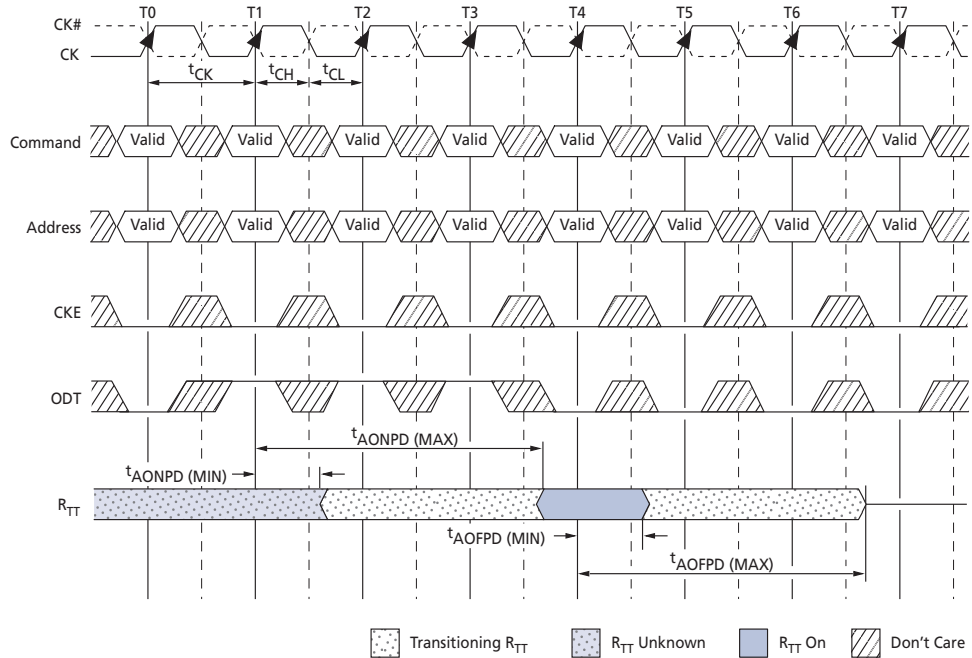 T0 T1 T2 T3 T4 T5 T6 T7
CK#
CK
tCK tCH tCL
Command Valid Valid Valid Valid Valid Valid Valid Valid
Address Valid Valid Valid Valid Valid Valid Valid Valid
CKE
ODT
tAONPD (MAX)
tAONPD (MIN)
RTT
tAOFPD (MIN)
tAOFPD (MAX)
Transitioning RTT RTT Unknown RTT On Don't Care